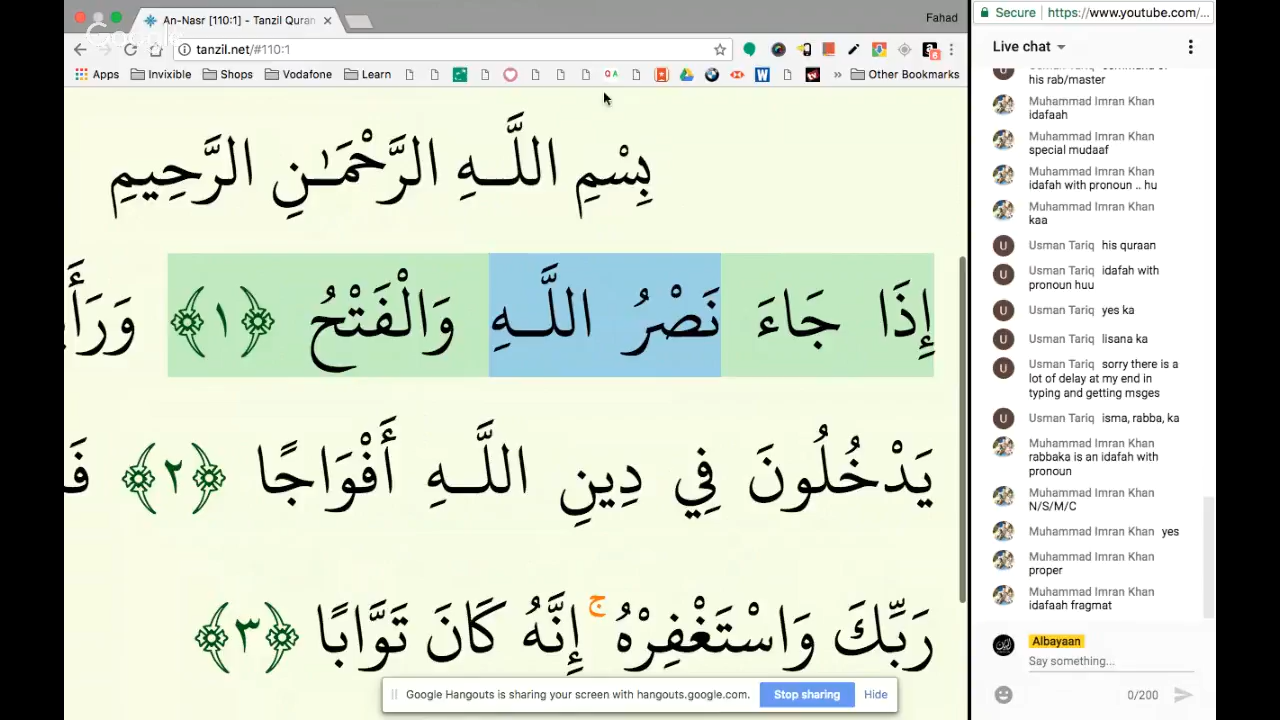 An-Nasr [110:1] - Tanzil Quran
Fahad
Google
tanzil.net/#110:1
Apps Invixible Shops Vodafone Learn » Other Bookmarks
بِسْمِ اللَّـهِ الرَّحْمَـٰنِ الرَّحِيمِ
إِذَا جَاءَ نَصْرُ اللَّـهِ وَالْفَتْحُ ﴿١﴾
يَدْخُلُونَ فِي دِينِ اللَّـهِ أَفْوَاجًا ﴿٢﴾
رَبِّكَ وَاسْتَغْفِرْهُ ۚ إِنَّهُ كَانَ تَوَّابًا ﴿٣﴾
Google Hangouts is sharing your screen with hangouts.google.com. Stop sharing Hide
Secure https://www.youtube.com/...
Live chat
his rab/master
Muhammad Imran Khan
idafaah
Muhammad Imran Khan
special mudaaf
Muhammad Imran Khan
idafah with pronoun .. hu
Muhammad Imran Khan
kaa
Usman Tariq his quraan
Usman Tariq idafah with
pronoun huu
Usman Tariq yes ka
Usman Tariq lisana ka
Usman Tariq sorry there is a
lot of delay at my end in
typing and getting msges
Usman Tariq isma, rabba, ka
Muhammad Imran Khan
rabbaka is an idafah with
pronoun
Muhammad Imran Khan
N/S/M/C
Muhammad Imran Khan yes
Muhammad Imran Khan
proper
Muhammad Imran Khan
idafaah fragmat
Albayaan
Say something...
0/200